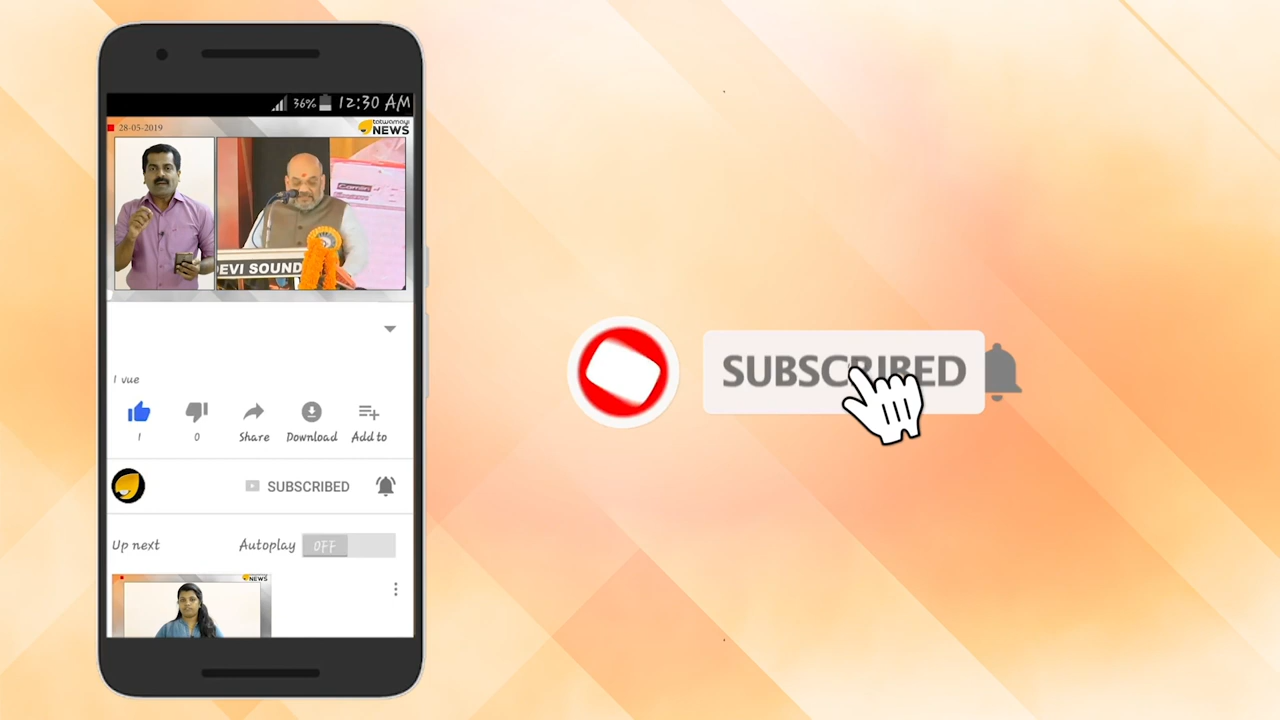 36% 12:30 AM
28-05-2019
tatwamayi
NEWS
DEVI SOUND
1 vue
1
0
Share
Download
Add to
SUBSCRIBED
Up next
Autoplay
OFF
NEWS
SUBSCRIBED